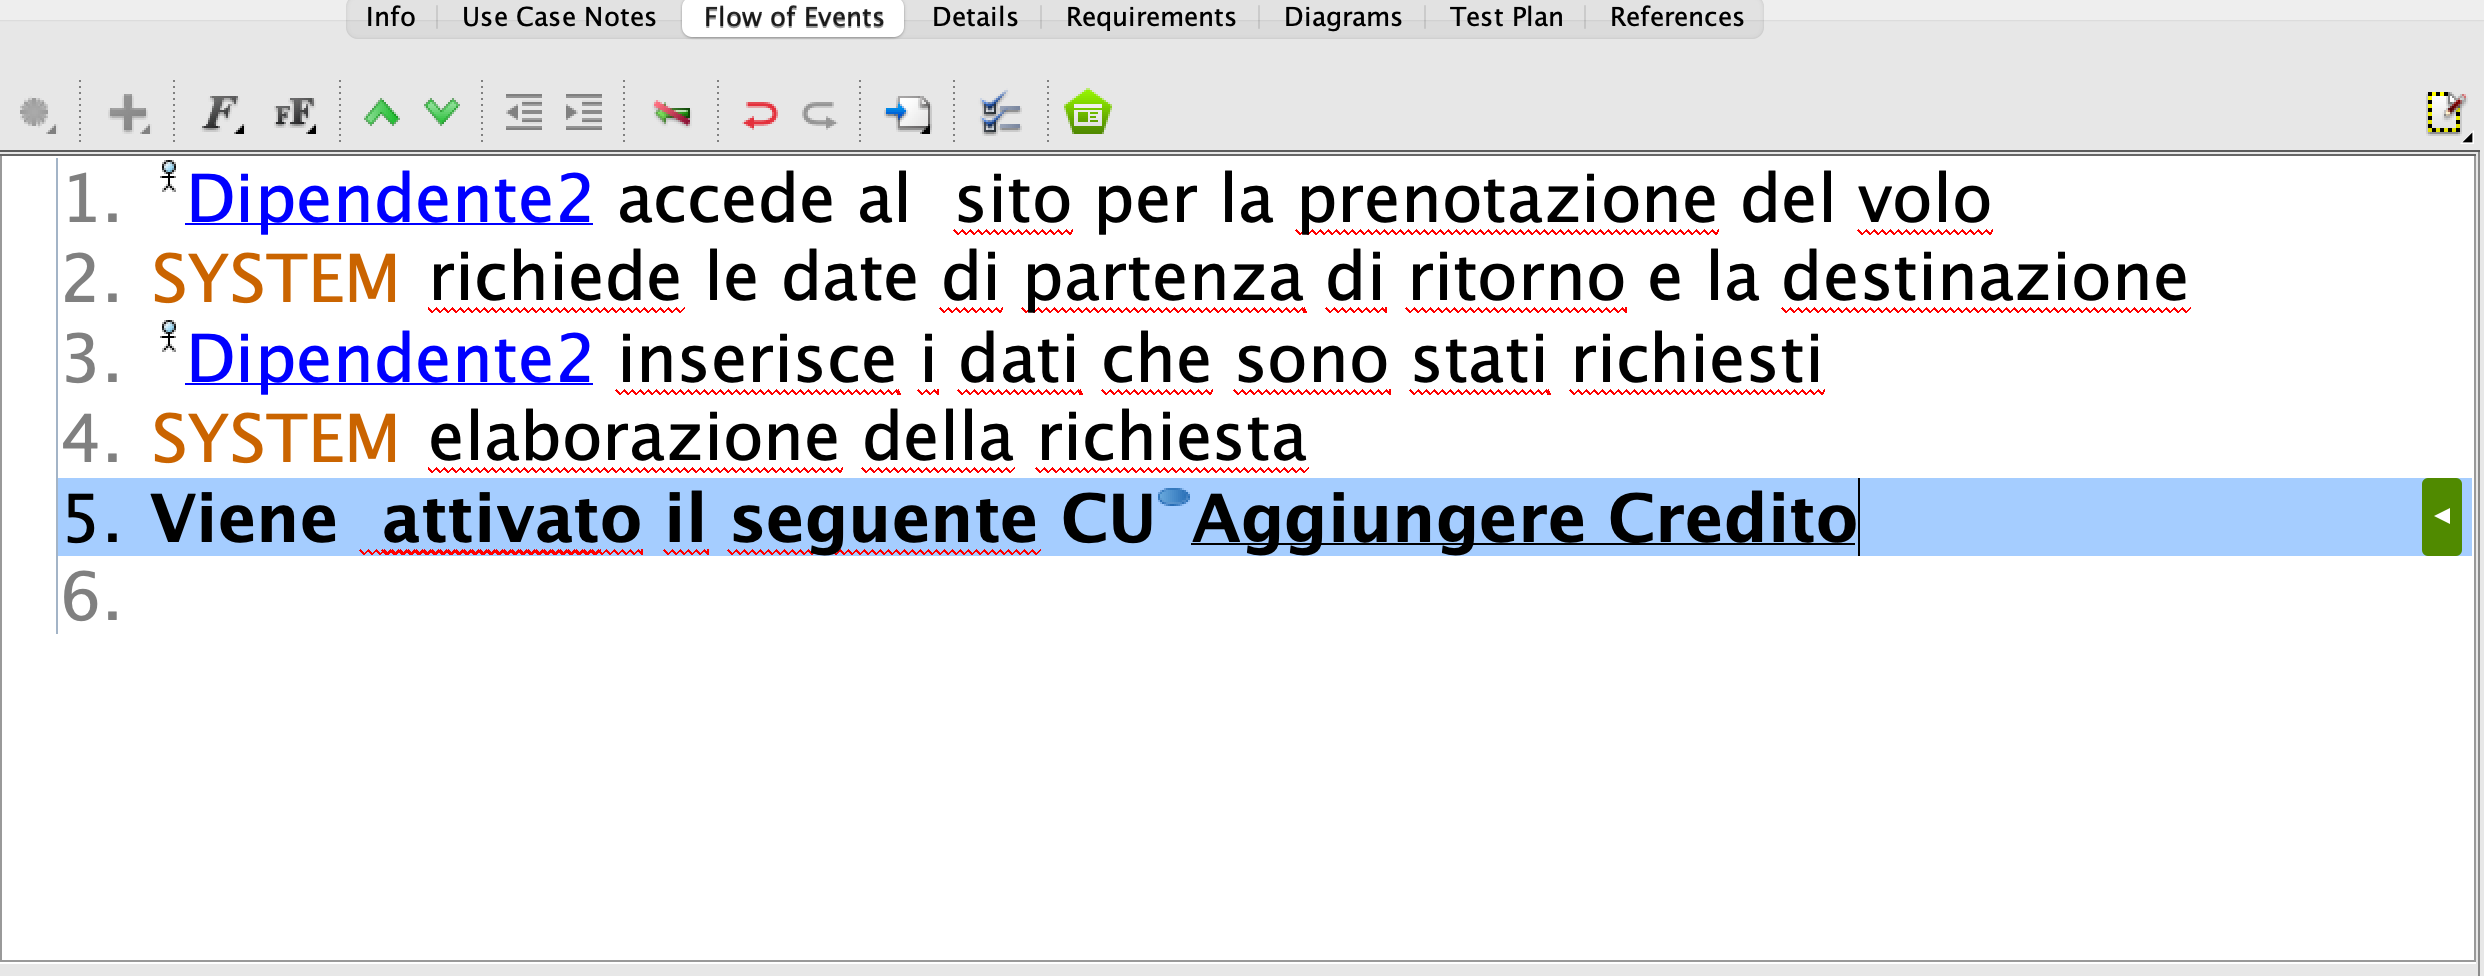 Info Use Case Notes Flow of Events Details Requirements Diagrams Test Plan References
F FF
1. Dipendente2 accede al  sito per la prenotazione del volo
2. SYSTEM richiede le date di partenza di ritorno e la destinazione
3. Dipendente2 inserisce i dati che sono stati richiesti
4. SYSTEM elaborazione della richiesta
5. Viene  attivato il seguente CU Aggiungere Credito
6.